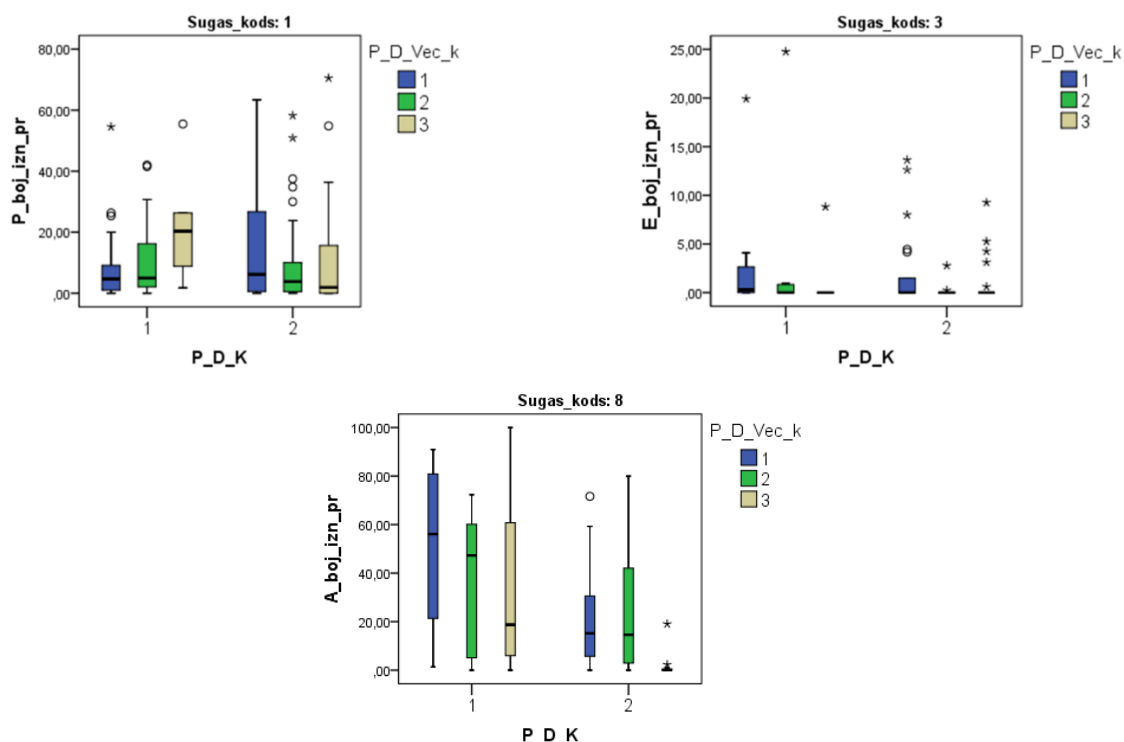 Sugas_kods: 1
P_boj_izn_pr
80,00
60,00
40,00
20,00
,00
1
2
P_D_K
P_D_Vec_k
1
2
3
Sugas_kods: 3
E_boj_izn_pr
25,00
20,00
15,00
10,00
5,00
,00
1
2
P_D_K
P_D_Vec_k
1
2
3
Sugas_kods: 8
A_boj_izn_pr
100,00
80,00
60,00
40,00
20,00
,00
1
2
P D K
P_D_Vec_k
1
2
3